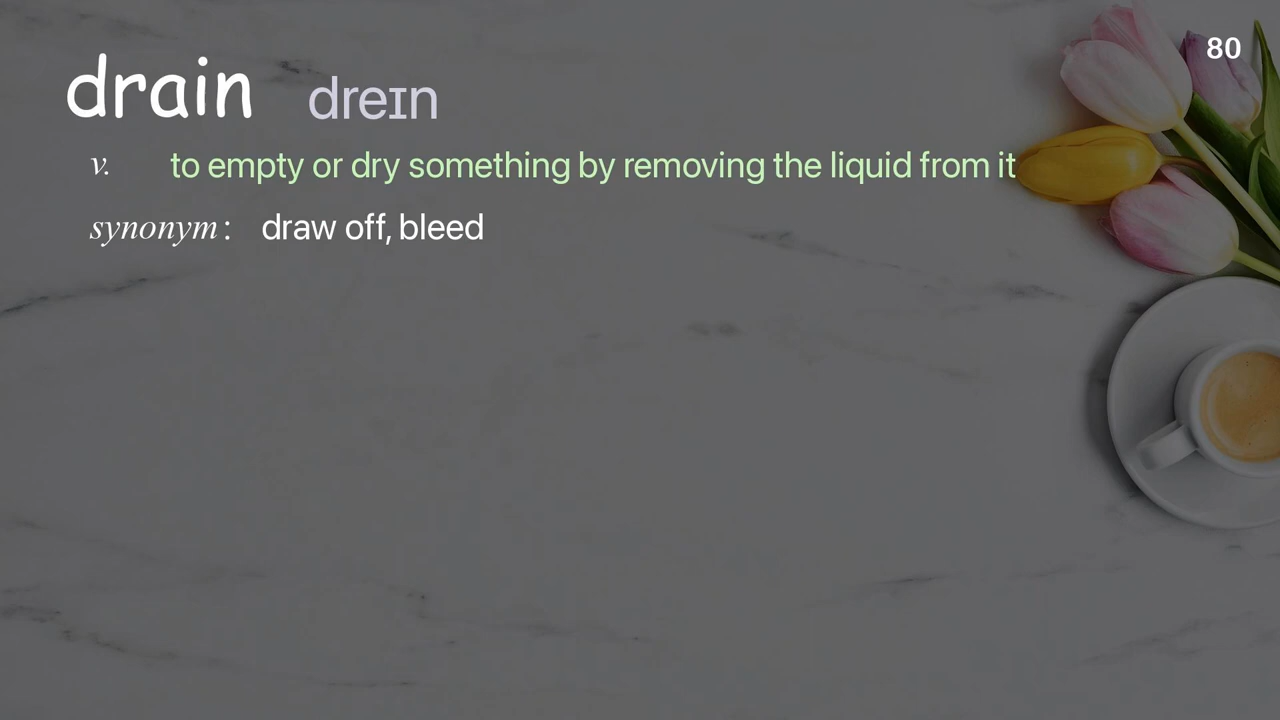 80
drain dreɪn
v. to empty or dry something by removing the liquid from it
synonym: draw off, bleed